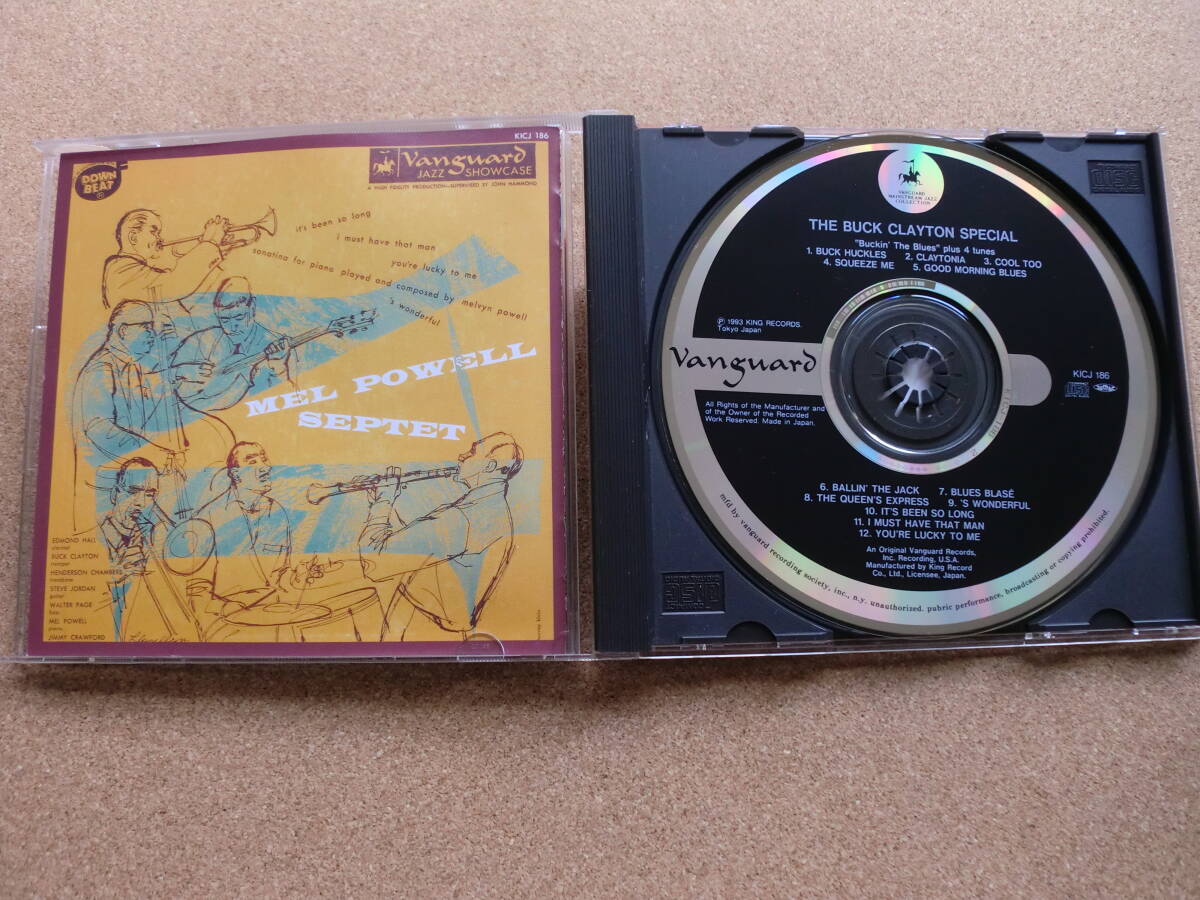 KICJ 186
DOWN
BEAT
Vanguard
JAZZ SHOWCASE
A HIGH FIDELITY PRODUCTION—SUPERVISED BY JOHN HAMMOND
it's been so long
i must have that man
you're lucky to me
sonatina for piano played and composed by melvyn powell
's wonderful
MEL POWELL
SEPTET
EDMOND HALL
clarinet
BUCK CLAYTON
trumpet
HENDERSON CHAMBERS
trombone
STEVE JORDAN
guitar
WALTER PAGE
bass
MEL POWELL
piano
JIMMY CRAWFORD
VANGUARD
MAINSTREAM JAZZ
COLLECTION
THE BUCK CLAYTON SPECIAL
"Buckin' The Blues" plus 4 tunes
1. BUCK HUCKLES 2. CLAYTONIA 3. COOL TOO
4. SQUEEZE ME 5. GOOD MORNING BLUES
Ⓟ 1993 KING RECORDS.
Tokyo Japan
Vanguard
KICJ 186
All Rights of the Manufacturer and
of the Owner of the Recorded
Work Reserved. Made in Japan.
6. BALLIN' THE JACK 7. BLUES BLASÉ
8. THE QUEEN'S EXPRESS 9. 'S WONDERFUL
10. IT'S BEEN SO LONG
11. I MUST HAVE THAT MAN
12. YOU'RE LUCKY TO ME
An Original Vanguard Records,
Inc. Recording, U.S.A.
Manufactured by King Record
Co., Ltd., Licensee, Japan.
mfd by vanguard recording society, inc., n.y. unauthorized. pubric performance, broadcasting or copying prohibited.